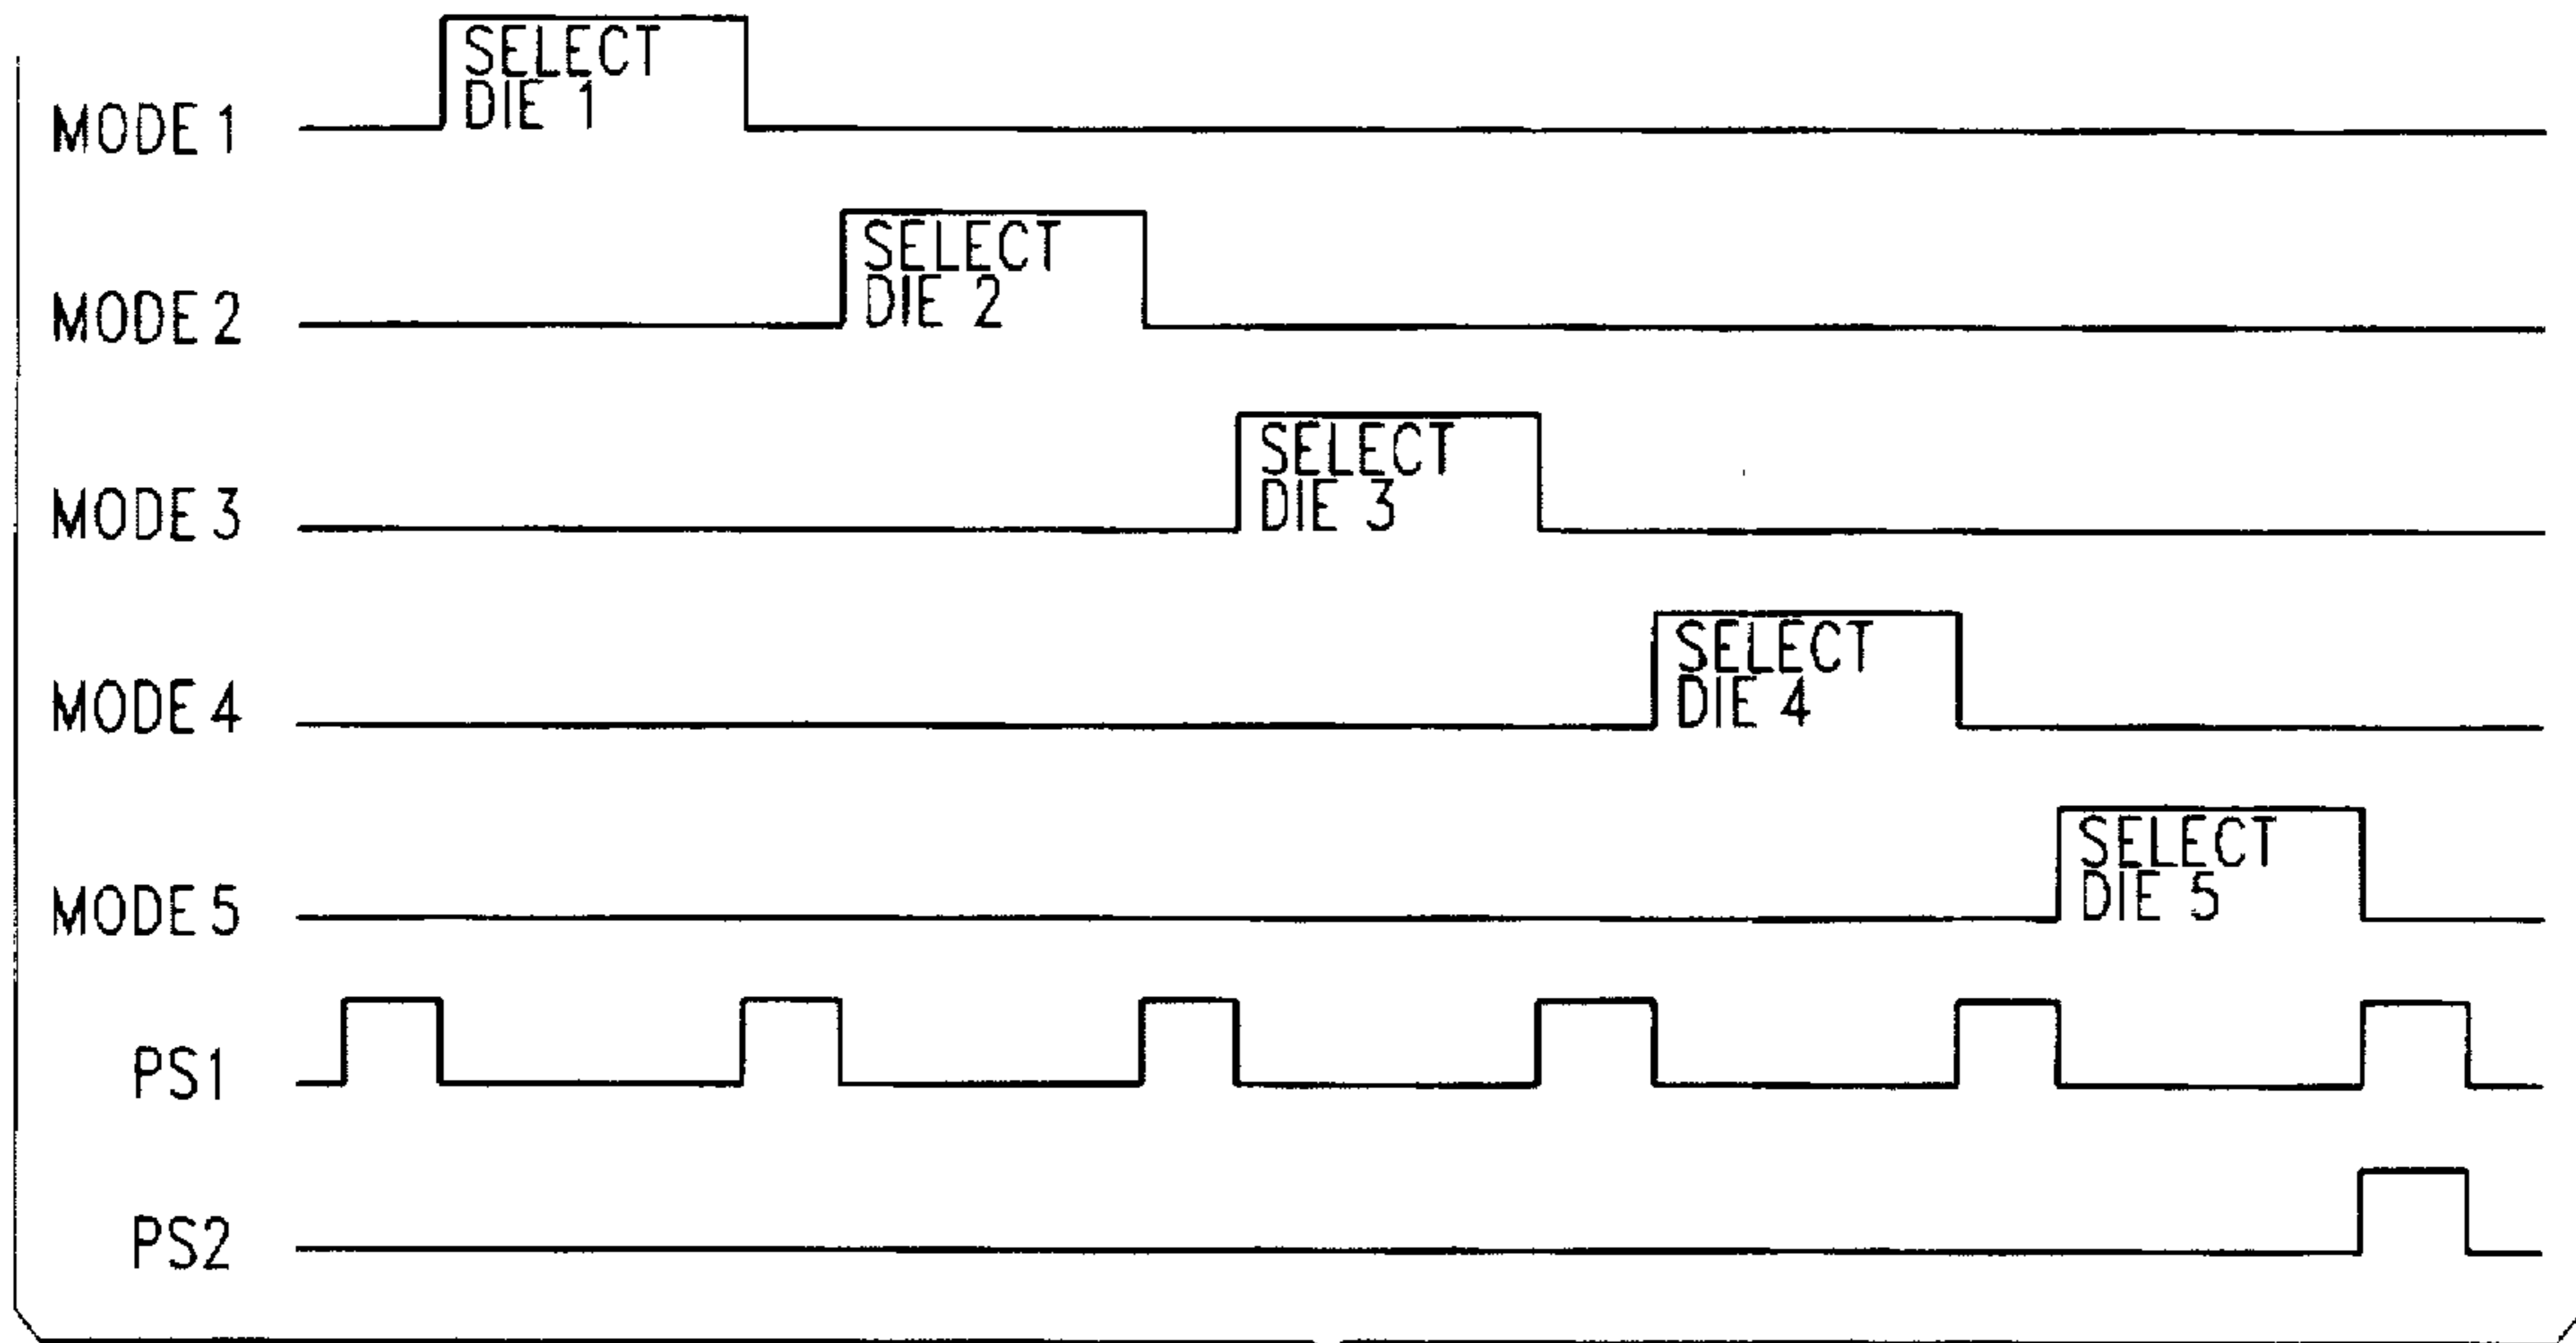 SELECT
DIE 1
MODE 1
SELECT
DIE 2
MODE 2
SELECT
DIE 3
MODE 3
SELECT
DIE 4
MODE 4
SELECT
DIE 5
MODE 5
PS1
PS2